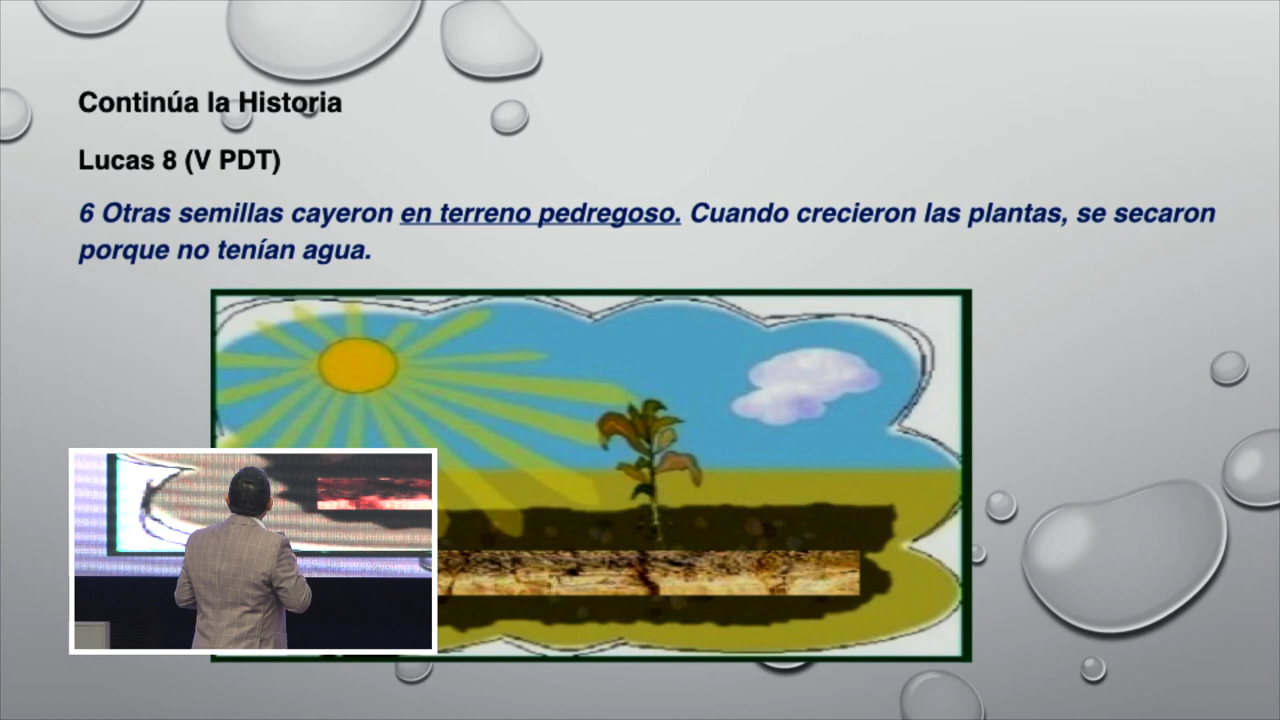 Continúa la Historia
Lucas 8 (V PDT)
6 Otras semillas cayeron en terreno pedregoso. Cuando crecieron las plantas, se secaron
porque no tenían agua.